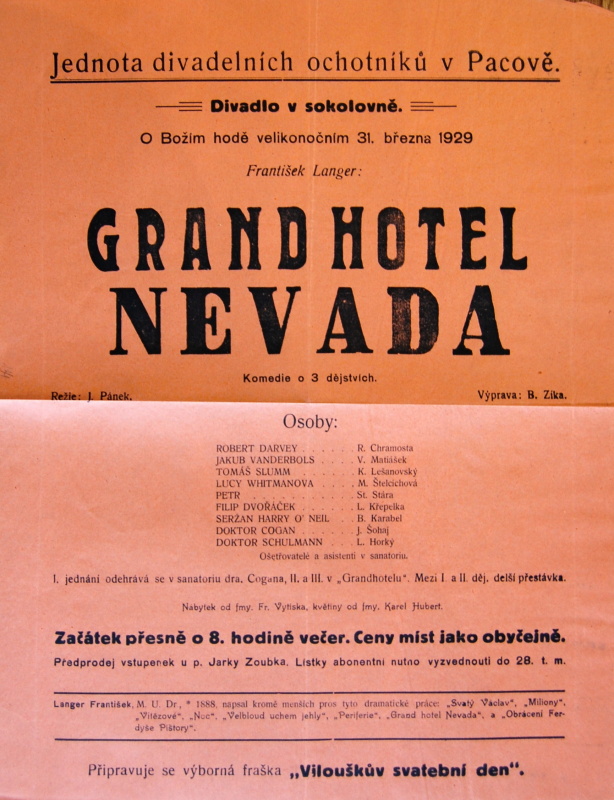 Jednota divadelních ochotníků v Pacově.
Divadlo v sokolovně.
O Božím hodě velikonočním 31. března 1929
František Langer:
GRANDHOTEL
NEVADA
Komedie o 3 dějstvích.
Režie: J. Pánek. Výprava: B. Zika.
Osoby:
ROBERT DARVEY . . . . . . R. Chramosta
JAKUB VANDERBOLS . . . . V. Matiášek
TOMÁŠ SLUMM . . . . . K. Lešanovský
LUCY WHITMANOVA . . . . M. Štelcichová
PETR . . . . . . . . . . St. Stára
FILIP DVOŘÁČEK . . . . . . L. Křepelka
SERŽAN HARRY O' NEIL . . B. Karabel
DOKTOR COGAN . . . . . . J. Šohaj
DOKTOR SCHULMANN . . . L. Horký
Ošetřovatelé a asistenti v sanatoriu.
I. jednání odehrává se v sanatoriu dra. Cogana, II. a III. v „Grandhotelu“. Mezi I. a II. děj. delší přestávka.
Nábytek od fmy. Fr. Vytiska, květiny od fmy. Karel Hubert.
Začátek přesně o 8. hodině večer. Ceny míst jako obyčejně.
Předprodej vstupenek u p. Jarky Zoubka. Lístky abonentní nutno vyzvednouti do 28. t. m.
Langer František, M. U. Dr., * 1888, napsal kromě menších pros tyto dramatické práce: „Svatý Václav“, „Miliony“,
„Vítězové“, „Noc“, „Velbloud uchem jehly“, „Periferie“, „Grand hotel Nevada“, a „Obrácení Fer-
dyše Pištory“.
Připravuje se výborná fraška „Vilouškův svatební den“.